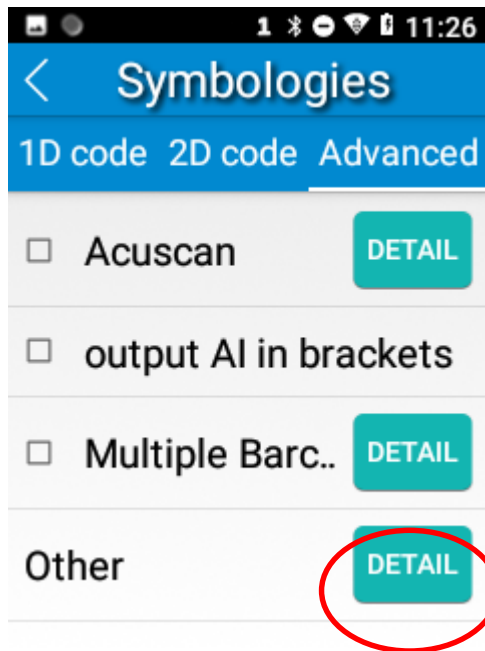 1 11:26
Symbologies
1D code 2D code Advanced
Acuscan DETAIL
output AI in brackets
Multiple Barc.. DETAIL
Other DETAIL